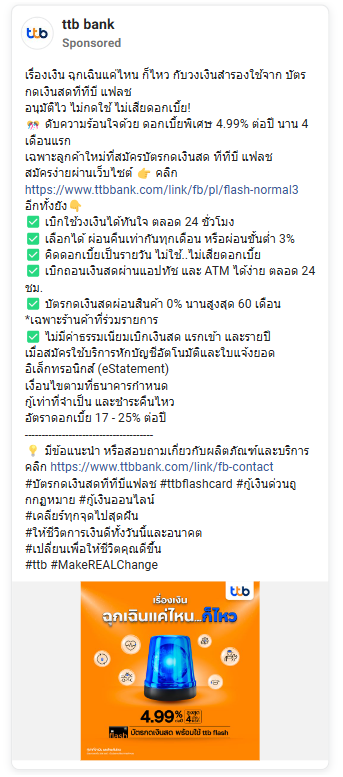 ttb bank
Sponsored
ttb
เรื่องเงิน ฉุกเฉินแค่ไหน ก็ไหว กับวงเงินสำรองใช้จาก บัตร
กดเงินสดทีทีบี แฟลช
อนุมัติไว ไม่กดใช้ ไม่เสียดอกเบี้ย!
🎊 ดับความร้อนใจด้วย ดอกเบี้ยพิเศษ 4.99% ต่อปี นาน 4
เดือนแรก
เฉพาะลูกค้าใหม่ที่สมัครบัตรกดเงินสด ทีทีบี แฟลช
สมัครง่ายผ่านเว็บไซต์ 👉 คลิก
https://www.ttbbank.com/link/fb/pl/flash-normal3
อีกทั้งยัง👇
✅ เบิกใช้วงเงินได้ทันใจ ตลอด 24 ชั่วโมง
✅ เลือกได้ ผ่อนคืนเท่ากันทุกเดือน หรือผ่อนขั้นต่ำ 3%
✅ คิดดอกเบี้ยเป็นรายวัน ไม่ใช้..ไม่เสียดอกเบี้ย
✅ เบิกถอนเงินสดผ่านแอปทัช และ ATM ได้ง่าย ตลอด 24
ชม.
✅ บัตรกดเงินสดผ่อนสินค้า 0% นานสูงสุด 60 เดือน
*เฉพาะร้านค้าที่ร่วมรายการ
✅ ไม่มีค่าธรรมเนียมเบิกเงินสด แรกเข้า และรายปี
เมื่อสมัครใช้บริการหักบัญชีอัตโนมัติและใบแจ้งยอด
อิเล็กทรอนิกส์ (eStatement)
เงื่อนไขตามที่ธนาคารกำหนด
กู้เท่าที่จำเป็น และชำระคืนไหว
อัตราดอกเบี้ย 17 - 25% ต่อปี
--------------------------------------
💡 มีข้อแนะนำ หรือสอบถามเกี่ยวกับผลิตภัณฑ์และบริการ
คลิก https://www.ttbbank.com/link/fb-contact
#บัตรกดเงินสดทีทีบีแฟลช #ttbflashcard #กู้เงินด่วนถู
กกฎหมาย #กู้เงินออนไลน์
#เคลียร์ทุกจุดไปสุดฝัน
#ให้ชีวิตการเงินดีทั้งวันนี้และอนาคต
#เปลี่ยนเพื่อให้ชีวิตคุณดีขึ้น
#ttb #MakeREALChange
ttb
เรื่องเงิน
ฉุกเฉินแค่ไหน...ก็ไหว
4.99%
flash
บัตรกดเงินสด พร้อมใช้ ttb flash